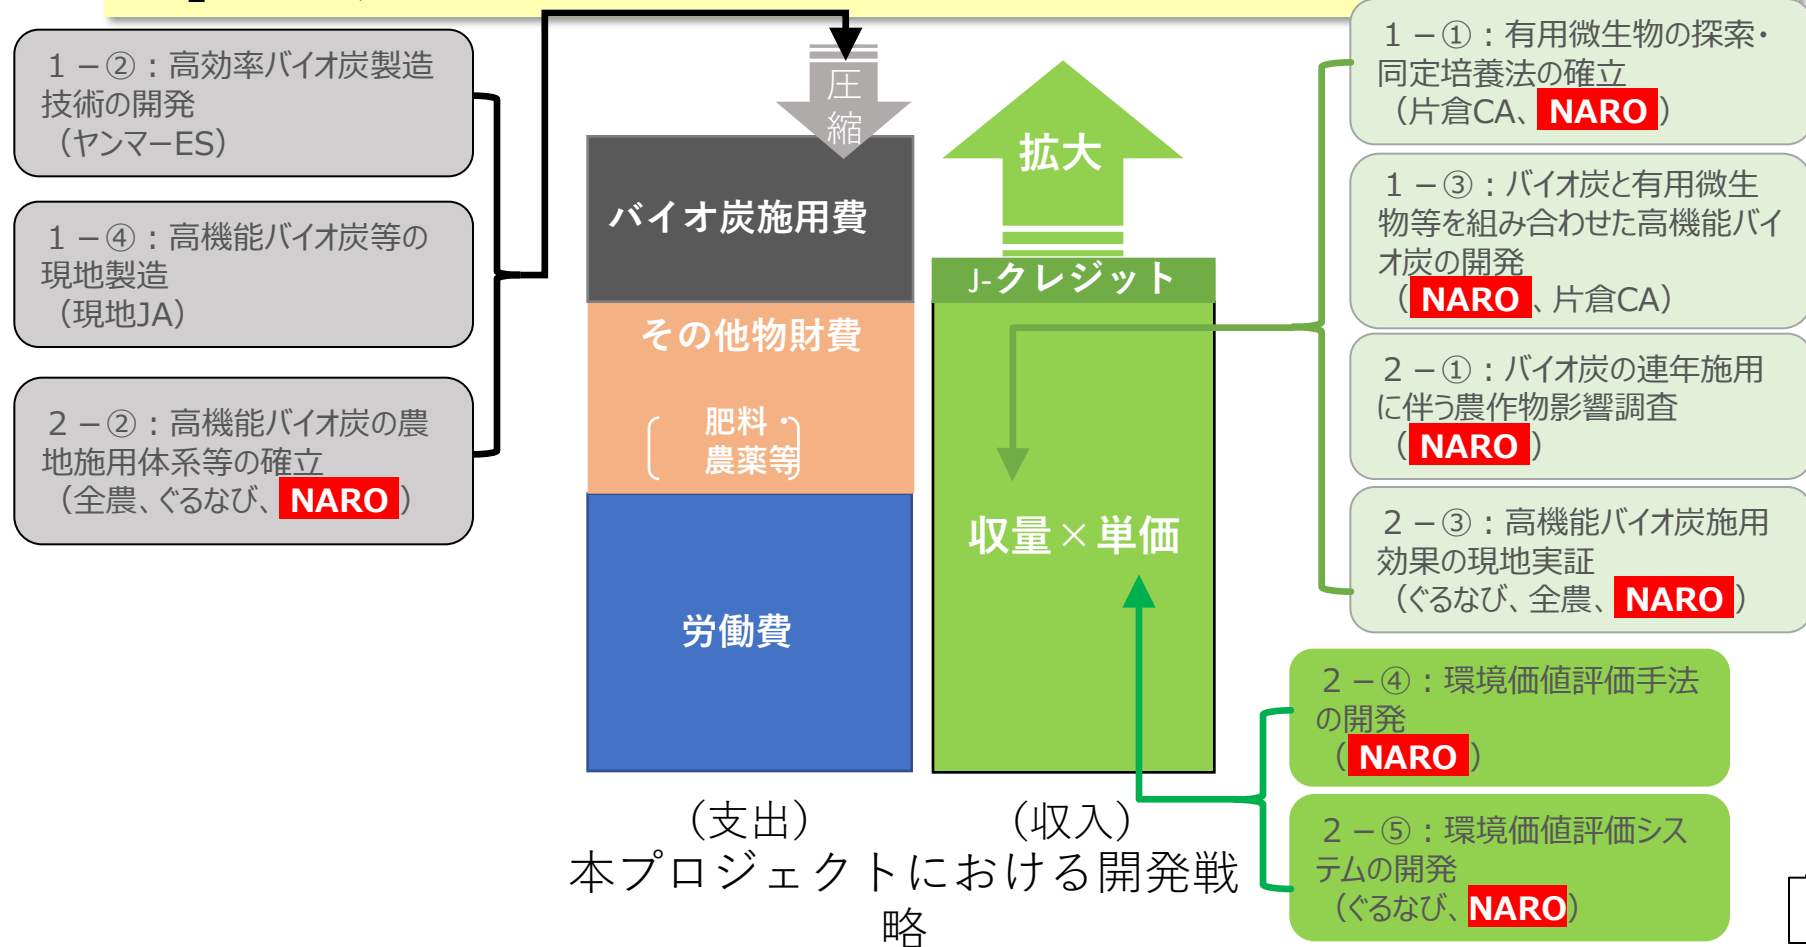 1－②：高効率バイオ炭製造
技術の開発
（ヤンマーES）
1－④：高機能バイオ炭等の
現地製造
（現地JA）
2－②：高機能バイオ炭の農
地施用体系等の確立
（全農、ぐるなび、NARO）
圧
縮
バイオ炭施用費
その他物財費
肥料・
農薬等
労働費
（支出）
拡大
J-クレジット
収量×単価
（収入）
本プロジェクトにおける開発戦
略
1－①：有用微生物の探索・
同定培養法の確立
（片倉CA、NARO）
1－③：バイオ炭と有用微生
物等を組み合わせた高機能バイ
オ炭の開発
（NARO、片倉CA）
2－①：バイオ炭の連年施用
に伴う農作物影響調査
（NARO）
2－③：高機能バイオ炭施用
効果の現地実証
（ぐるなび、全農、NARO）
2－④：環境価値評価手法
の開発
（NARO）
2－⑤：環境価値評価シス
テムの開発
（ぐるなび、NARO）